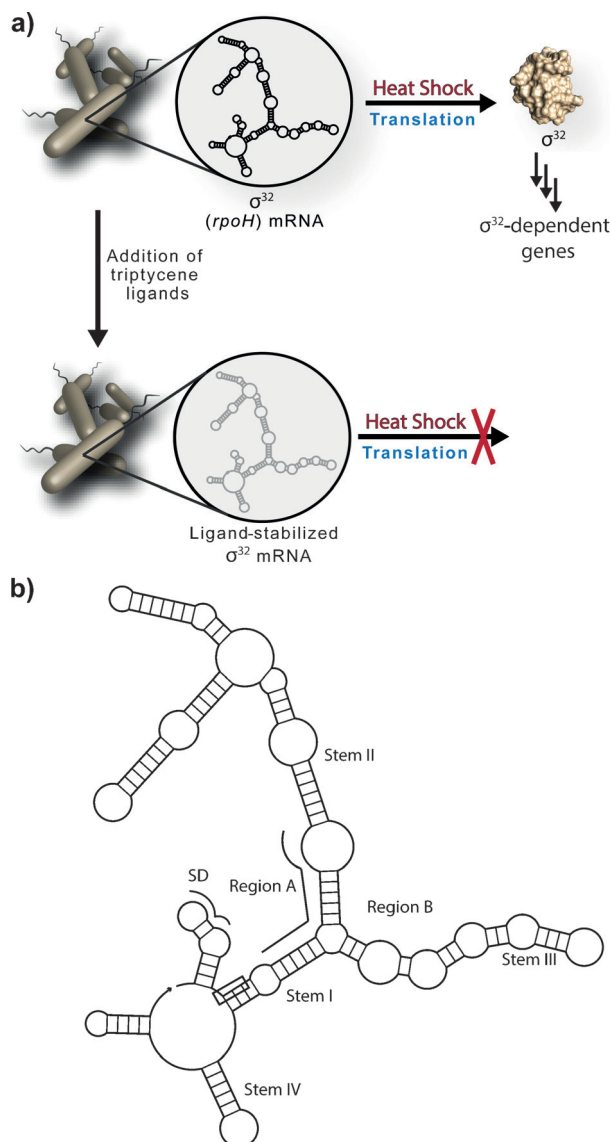 a)
Heat Shock
Translation
σ32
σ32
(rpoH) mRNA
σ32-dependent
genes
Addition of
triptycene
ligands
Heat Shock
Translation
Ligand-stabilized
σ32 mRNA
b)
Stem II
SD
Region A
Region B
Stem III
Stem I
Stem IV